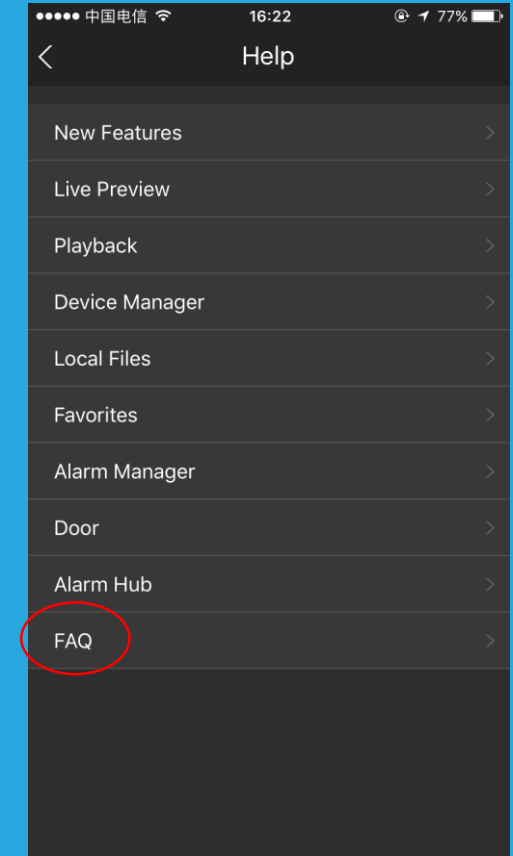 中国电信 16:22 77%
Help
New Features
Live Preview
Playback
Device Manager
Local Files
Favorites
Alarm Manager
Door
Alarm Hub
FAQ